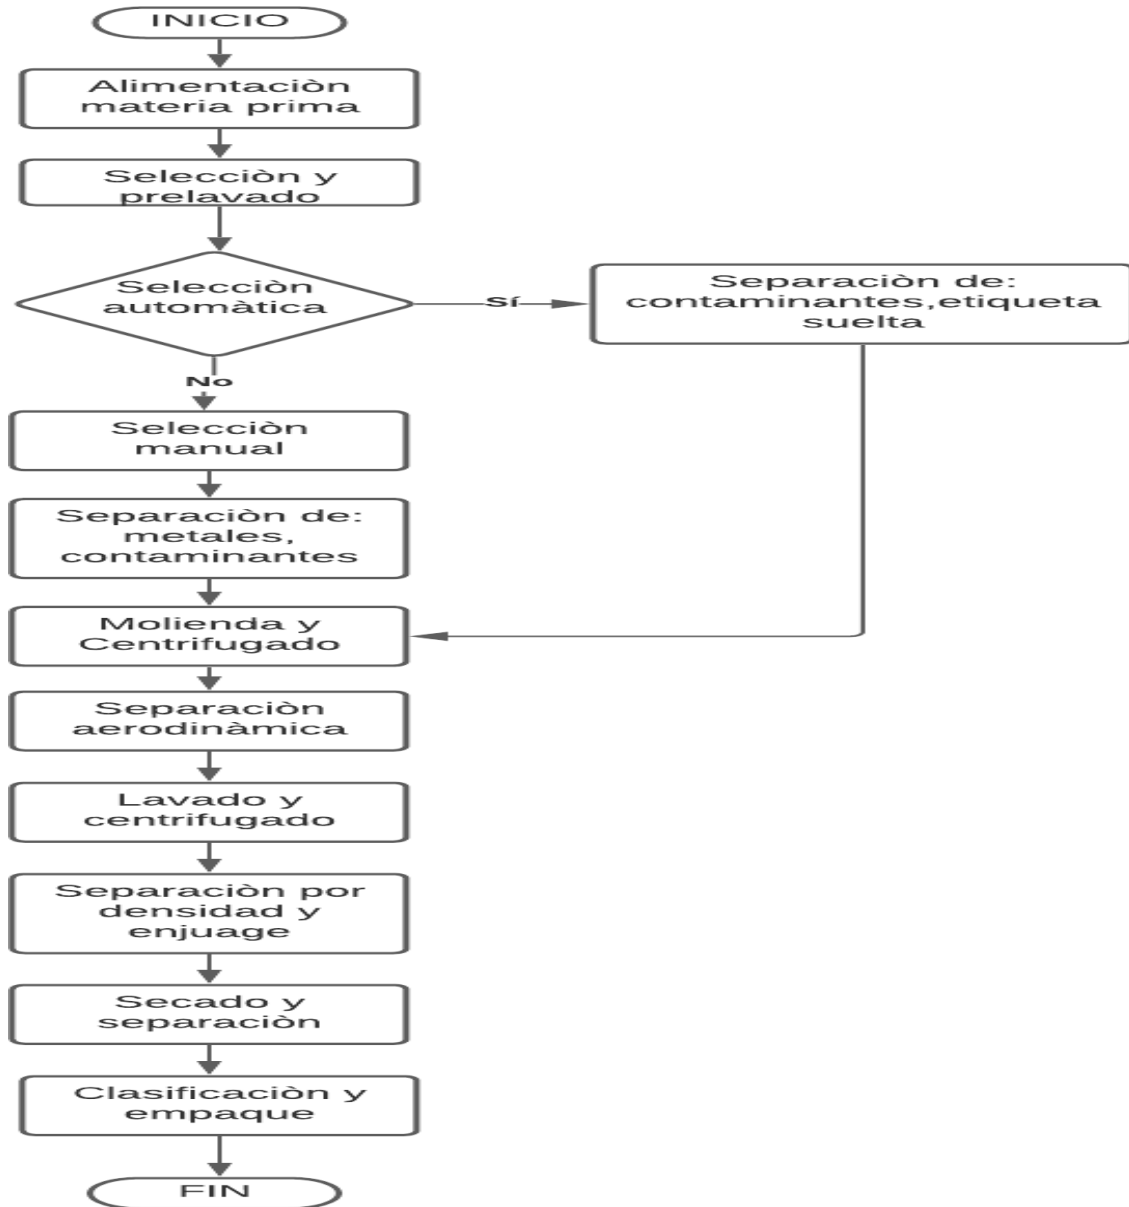 INICIO
Alimentaciòn
materia prima
Selecciòn y
prelavado
Selecciòn
automàtica
Sí
Separaciòn de:
contaminantes,etiqueta
suelta
No
Selecciòn
manual
Separaciòn de:
metales,
contaminantes
Molienda y
Centrifugado
Separaciòn
aerodinàmica
Lavado y
centrifugado
Separaciòn por
densidad y
enjuage
Secado y
separaciòn
Clasificaciòn y
empaque
FIN